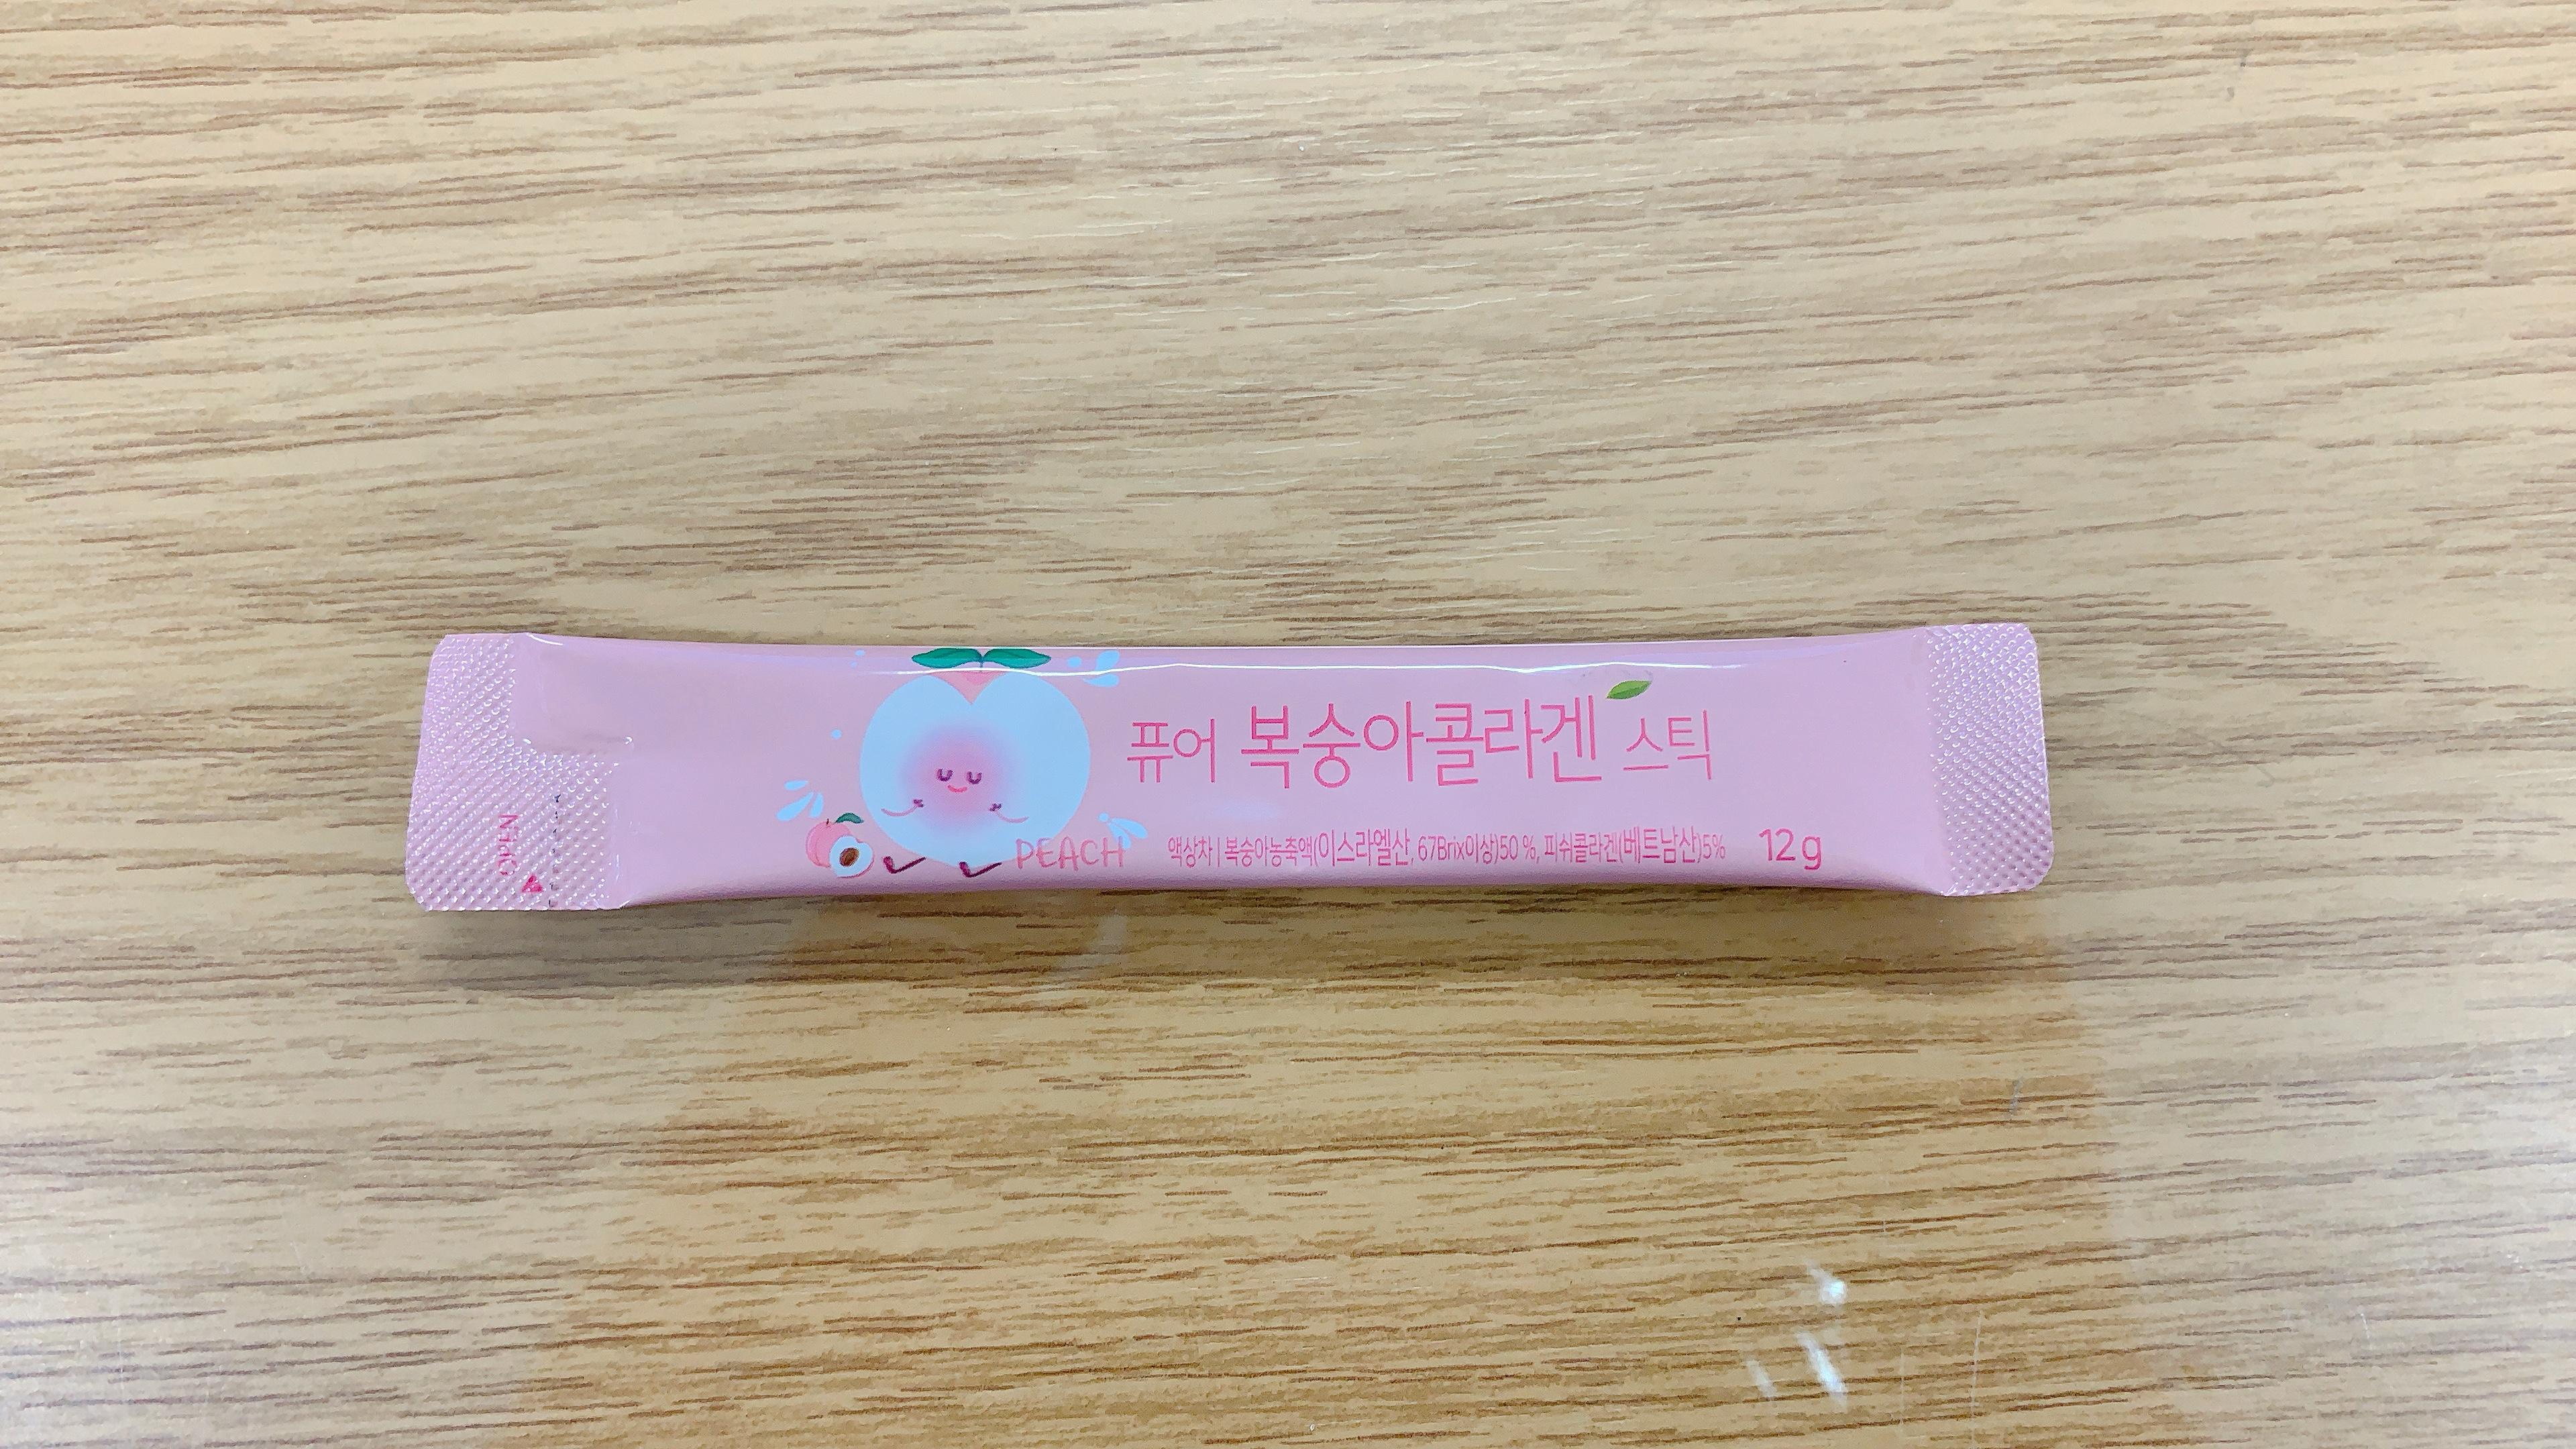 OPEN
퓨어 복숭아콜라겐 스틱
PEACH
액상차 | 복숭아농축액(이스라엘산, 67Brix이상)50 %, 피쉬콜라겐(베트남산)5% 12g